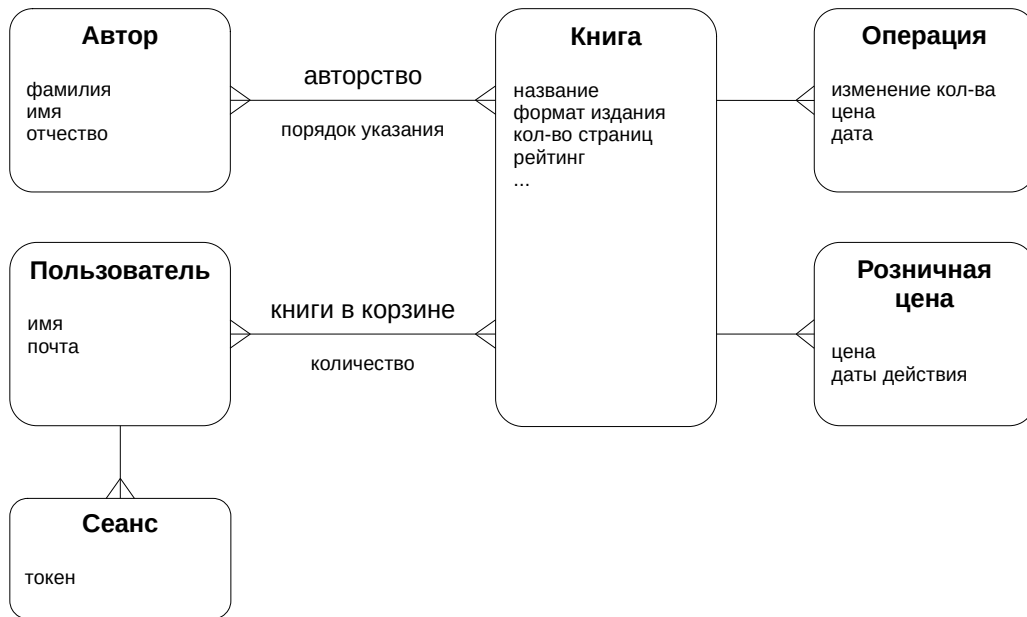 Автор
фамилия
имя
отчество
авторство
порядок указания
Книга
название
формат издания
кол-во страниц
рейтинг
...
Операция
изменение кол-ва
цена
дата
Пользователь
имя
почта
книги в корзине
количество
Розничная
цена
цена
даты действия
Сеанс
токен